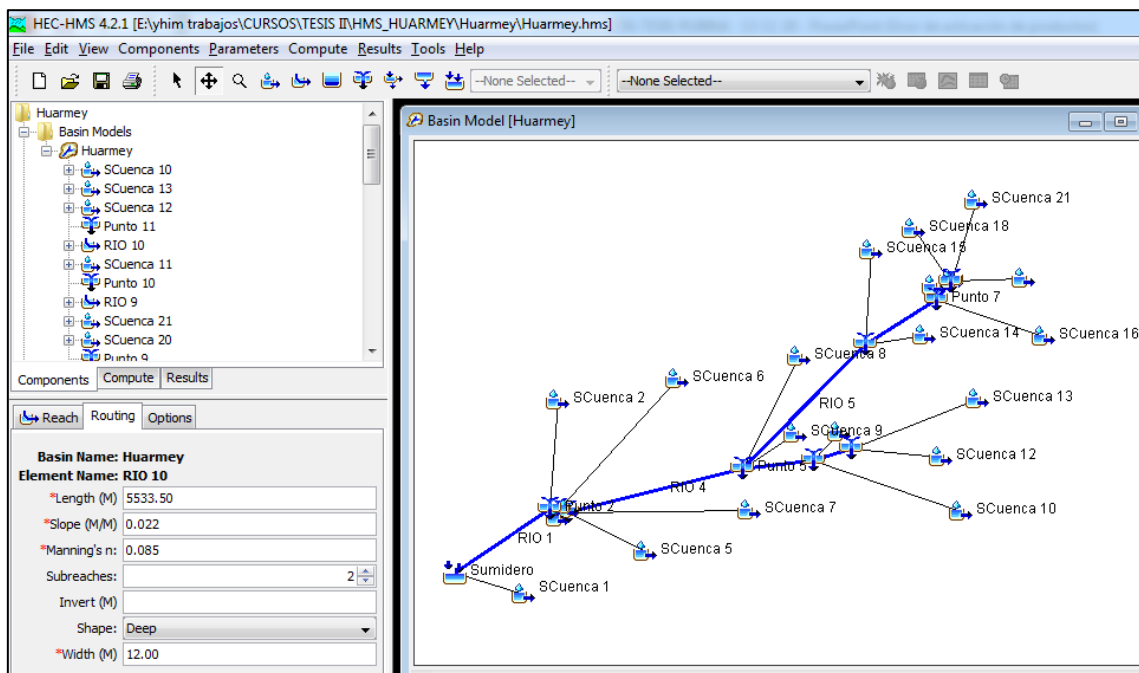 HEC-HMS 4.2.1 [E:\yhim trabajos\CURSOS\TESIS II\HMS_HUARMEY\Huarmey\Huarmey.hms]
File Edit View Components Parameters Compute Results Tools Help
--None Selected-- --None Selected--
Huarmey
Basin Models
Huarmey
SCuenca 10
SCuenca 13
SCuenca 12
Punto 11
RIO 10
SCuenca 11
Punto 10
RIO 9
SCuenca 21
SCuenca 20
Punto 9
Components Compute Results
Reach Routing Options
Basin Name: Huarmey
Element Name: RIO 10
*Length (M) 5533.50
*Slope (M/M) 0.022
*Manning's n: 0.085
Subreaches: 2
Invert (M)
Shape: Deep
*Width (M) 12.00
Basin Model [Huarmey]
SCuenca 21
SCuenca 18
SCuenca 15
Punto 7
SCuenca 14
SCuenca 16
SCuenca 8
SCuenca 6
SCuenca 2
RIO 5
SCuenca 13
SCuenca 9
SCuenca 12
Punto 5
RIO 4
Punto 2
SCuenca 7
SCuenca 10
RIO 1
SCuenca 5
Sumidero
SCuenca 1